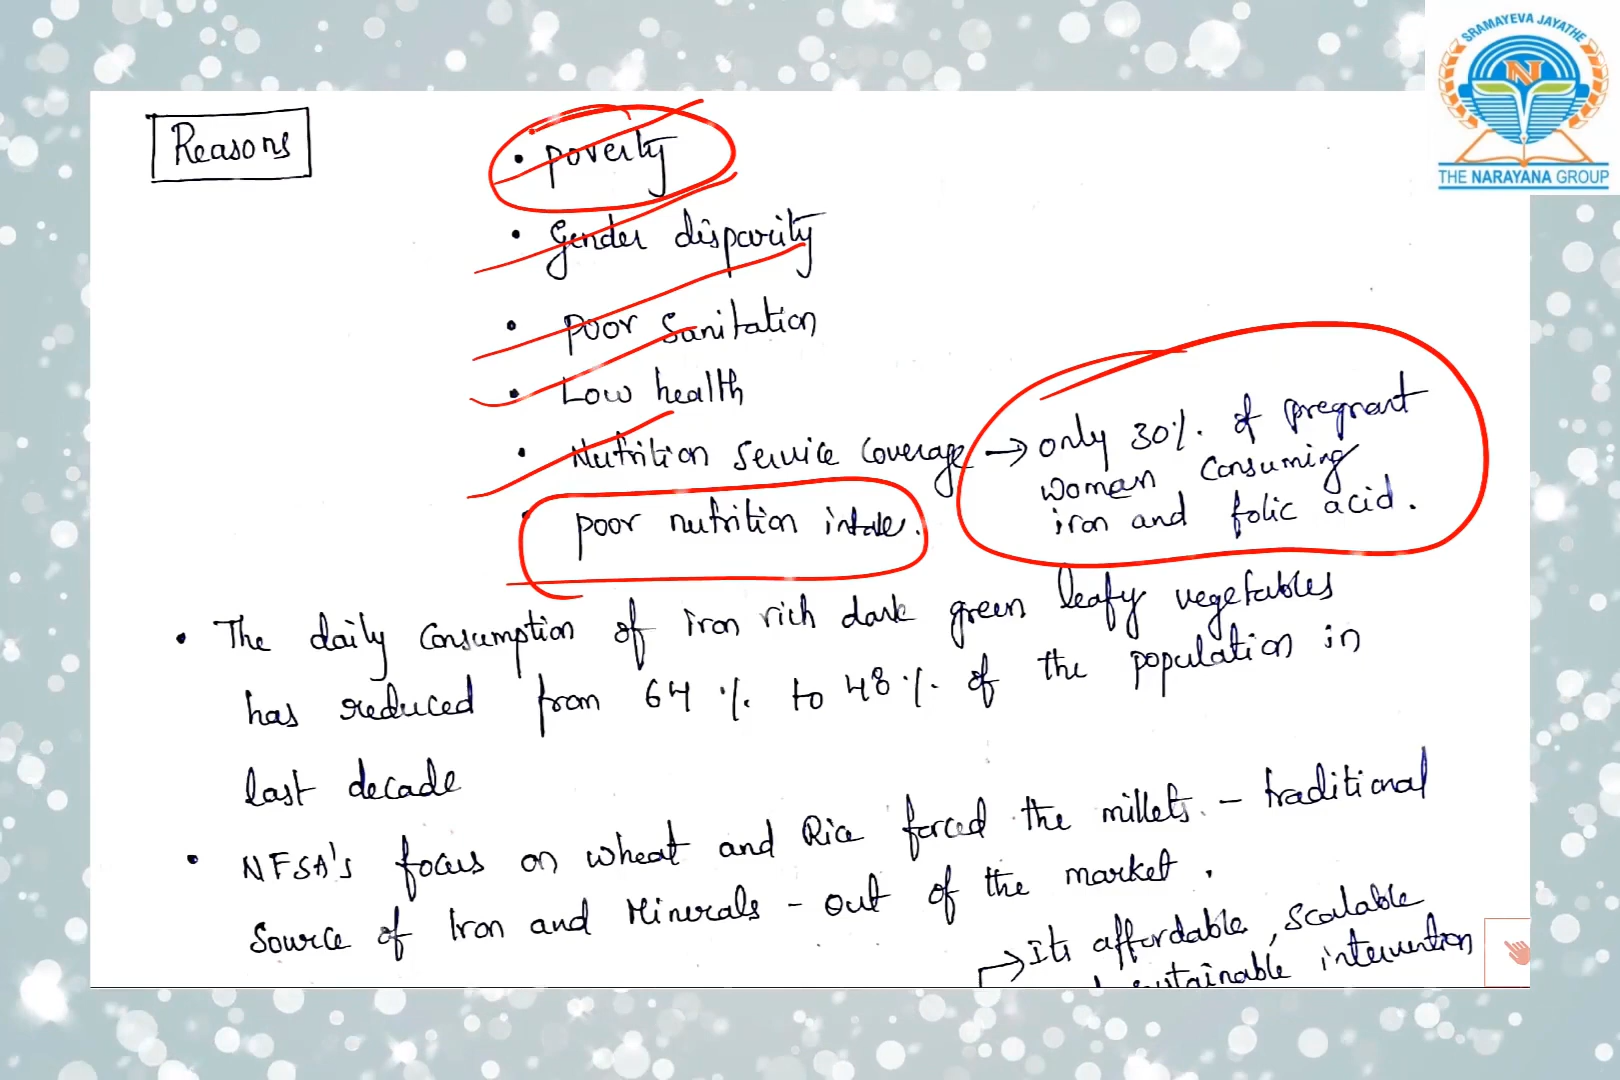 SRAMAYEVA JAYATHE
N
THE NARAYANA GROUP
Reasons
• poverty
• Gender disparity
• Poor Sanitation
• Low health
• Nutrition Service Coverage → only 30%. of pregnant
women Consuming
iron and folic acid.
• poor nutrition intake.
• The daily Consumption of iron rich dark green leafy vegetables
has reduced from 64 %. to 48%. of the population in
last decade
• NFSA's focus on wheat and Rice forced the millets. - traditional
Source of Iron and Minerals - out of the market.
→ Its affordable, scalable
sustainable intervention